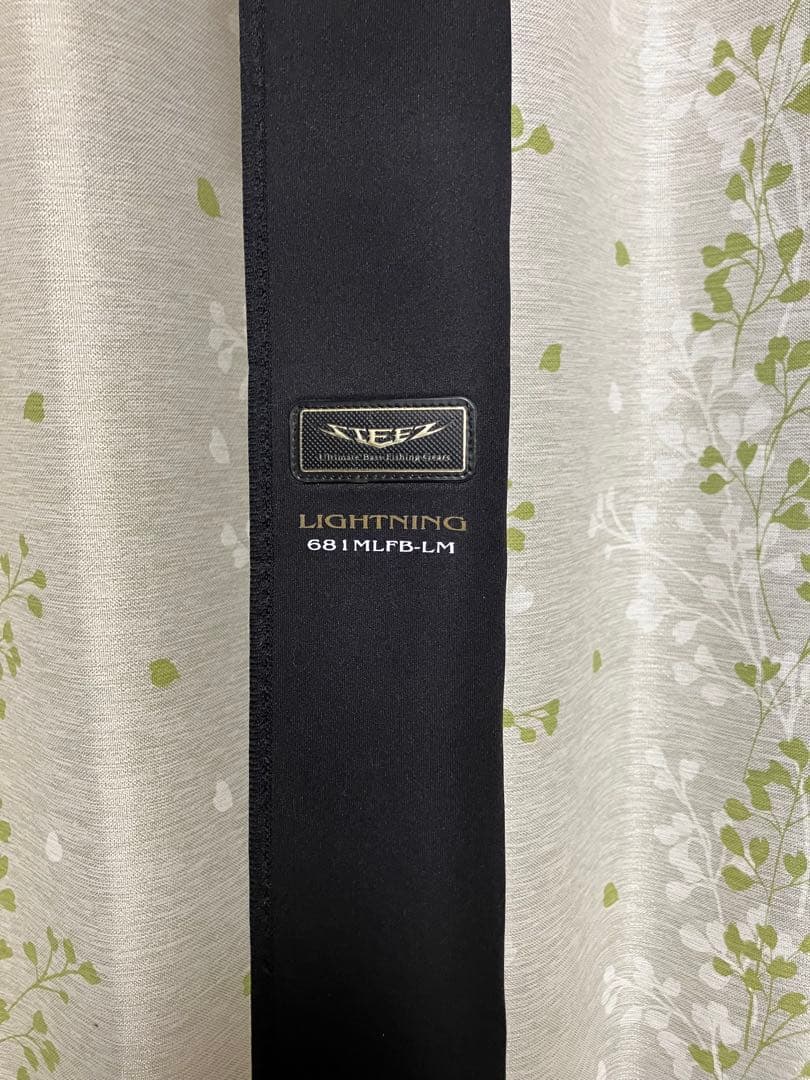 STEEZ
Ultimate Bass Fishing Gears
LIGHTNING
681MLFB-LM